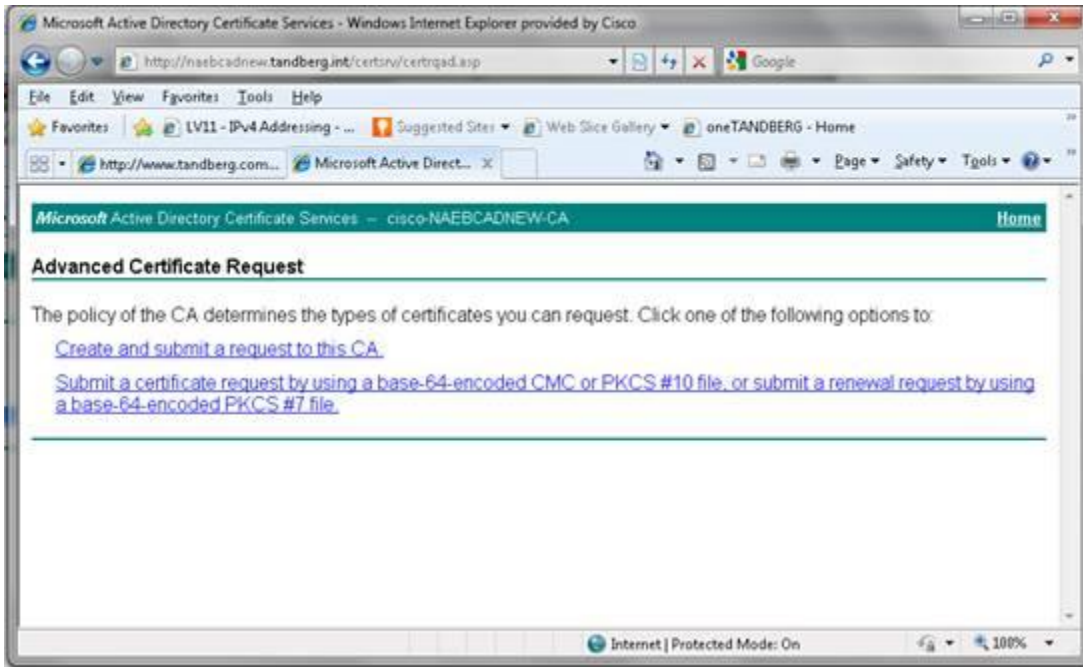 Microsoft Active Directory Certificate Services - Windows Internet Explorer provided by Cisco
http://naebcadnew.tandberg.int/certsrv/certrqad.asp
Google
File Edit View Favorites Tools Help
Favorites LV11 - IPv4 Addressing - ... Suggested Sites Web Slice Gallery oneTANDBERG - Home
http://www.tandberg.com... Microsoft Active Direct... Page Safety Tools
Microsoft Active Directory Certificate Services -- cisco-NAEBCADNEW-CA Home
Advanced Certificate Request
The policy of the CA determines the types of certificates you can request. Click one of the following options to:
Create and submit a request to this CA.
Submit a certificate request by using a base-64-encoded CMC or PKCS #10 file, or submit a renewal request by using
a base-64-encoded PKCS #7 file.
Internet | Protected Mode: On 100%